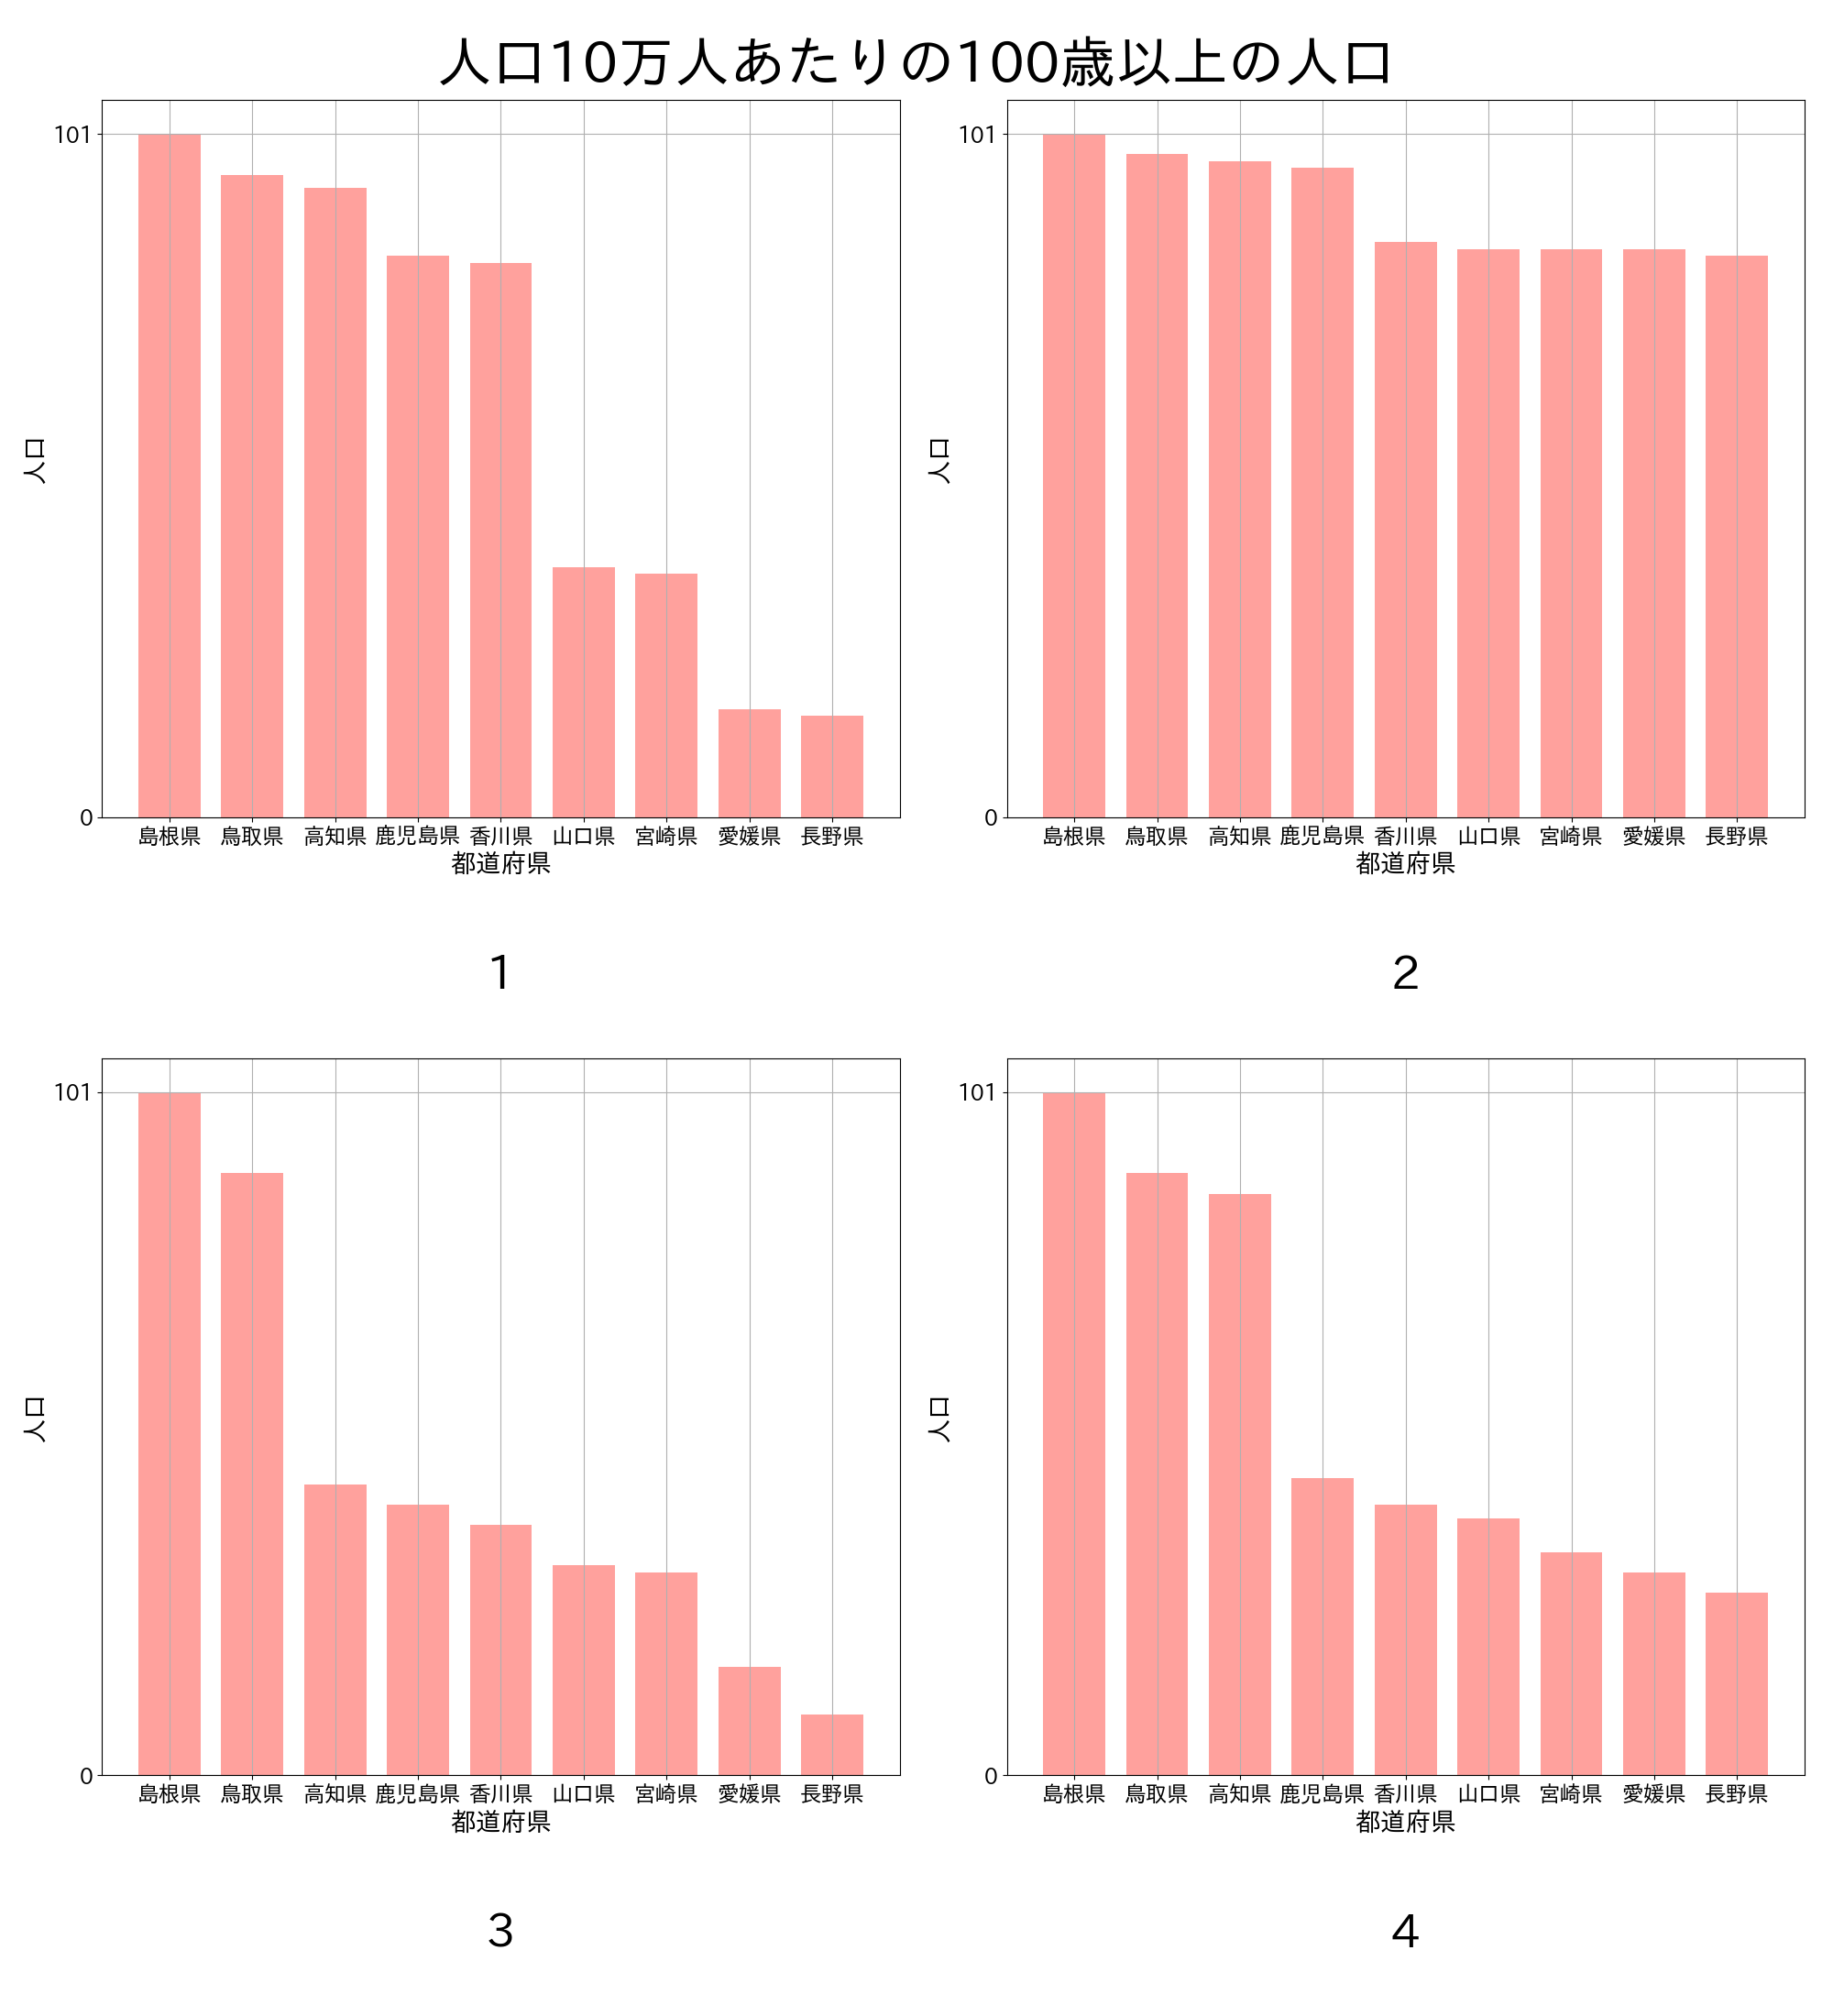 人口10万人あたりの100歳以上の人口
101
0
人口
島根県 鳥取県 高知県 鹿児島県 香川県 山口県 宮崎県 愛媛県 長野県
都道府県
1
101
0
人口
島根県 鳥取県 高知県 鹿児島県 香川県 山口県 宮崎県 愛媛県 長野県
都道府県
2
101
0
人口
島根県 鳥取県 高知県 鹿児島県 香川県 山口県 宮崎県 愛媛県 長野県
都道府県
3
101
0
人口
島根県 鳥取県 高知県 鹿児島県 香川県 山口県 宮崎県 愛媛県 長野県
都道府県
4